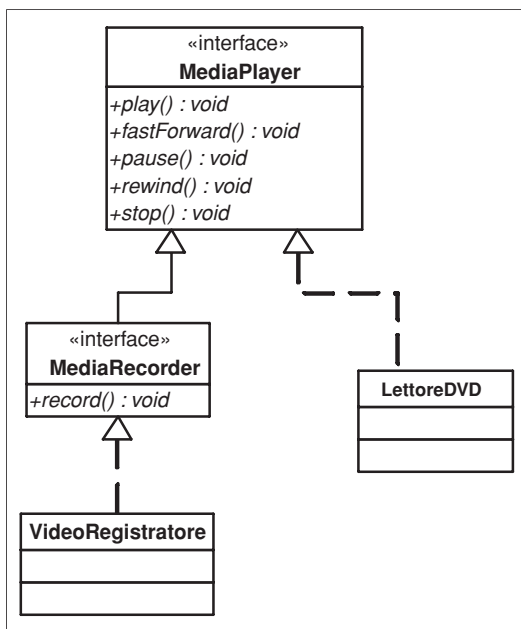 «interface»
MediaPlayer
+play() : void
+fastForward() : void
+pause() : void
+rewind() : void
+stop() : void
«interface»
MediaRecorder
+record() : void
LettoreDVD
VideoRegistratore